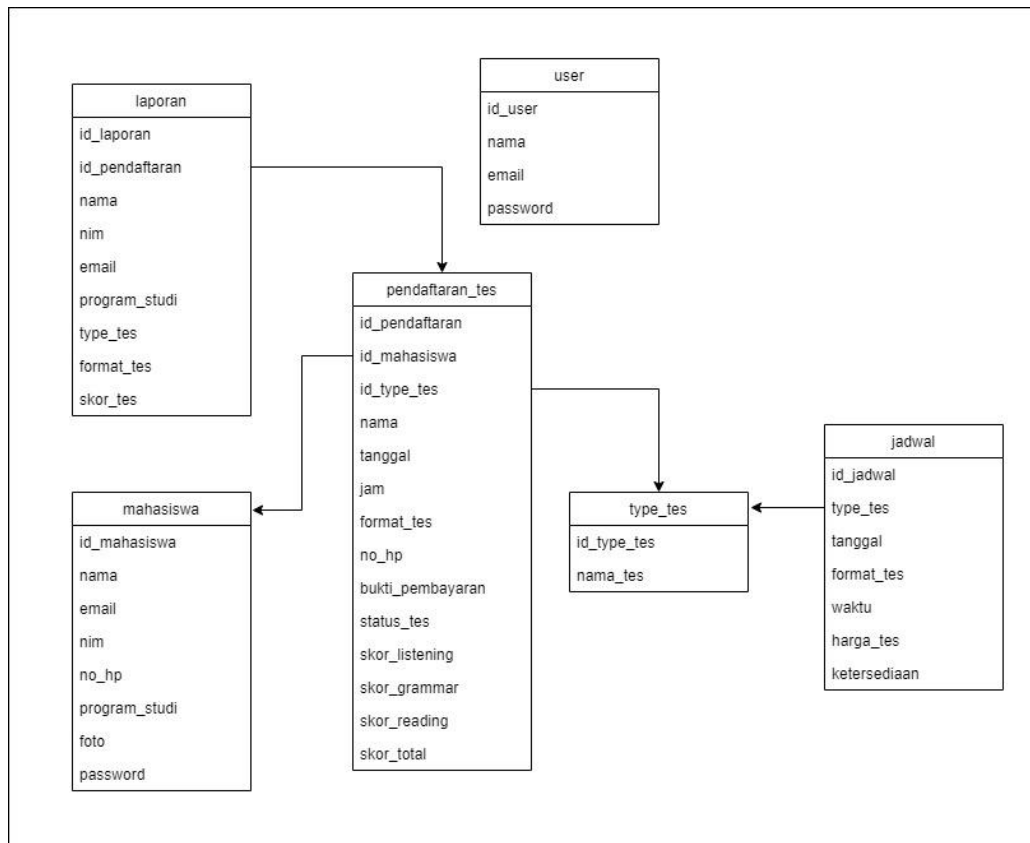 laporan
id_laporan
id_pendaftaran
nama
nim
email
program_studi
type_tes
format_tes
skor_tes
user
id_user
nama
email
password
pendaftaran_tes
id_pendaftaran
id_mahasiswa
id_type_tes
nama
tanggal
jam
format_tes
no_hp
bukti_pembayaran
status_tes
skor_listening
skor_grammar
skor_reading
skor_total
mahasiswa
id_mahasiswa
nama
email
nim
no_hp
program_studi
foto
password
type_tes
id_type_tes
nama_tes
jadwal
id_jadwal
type_tes
tanggal
format_tes
waktu
harga_tes
ketersediaan